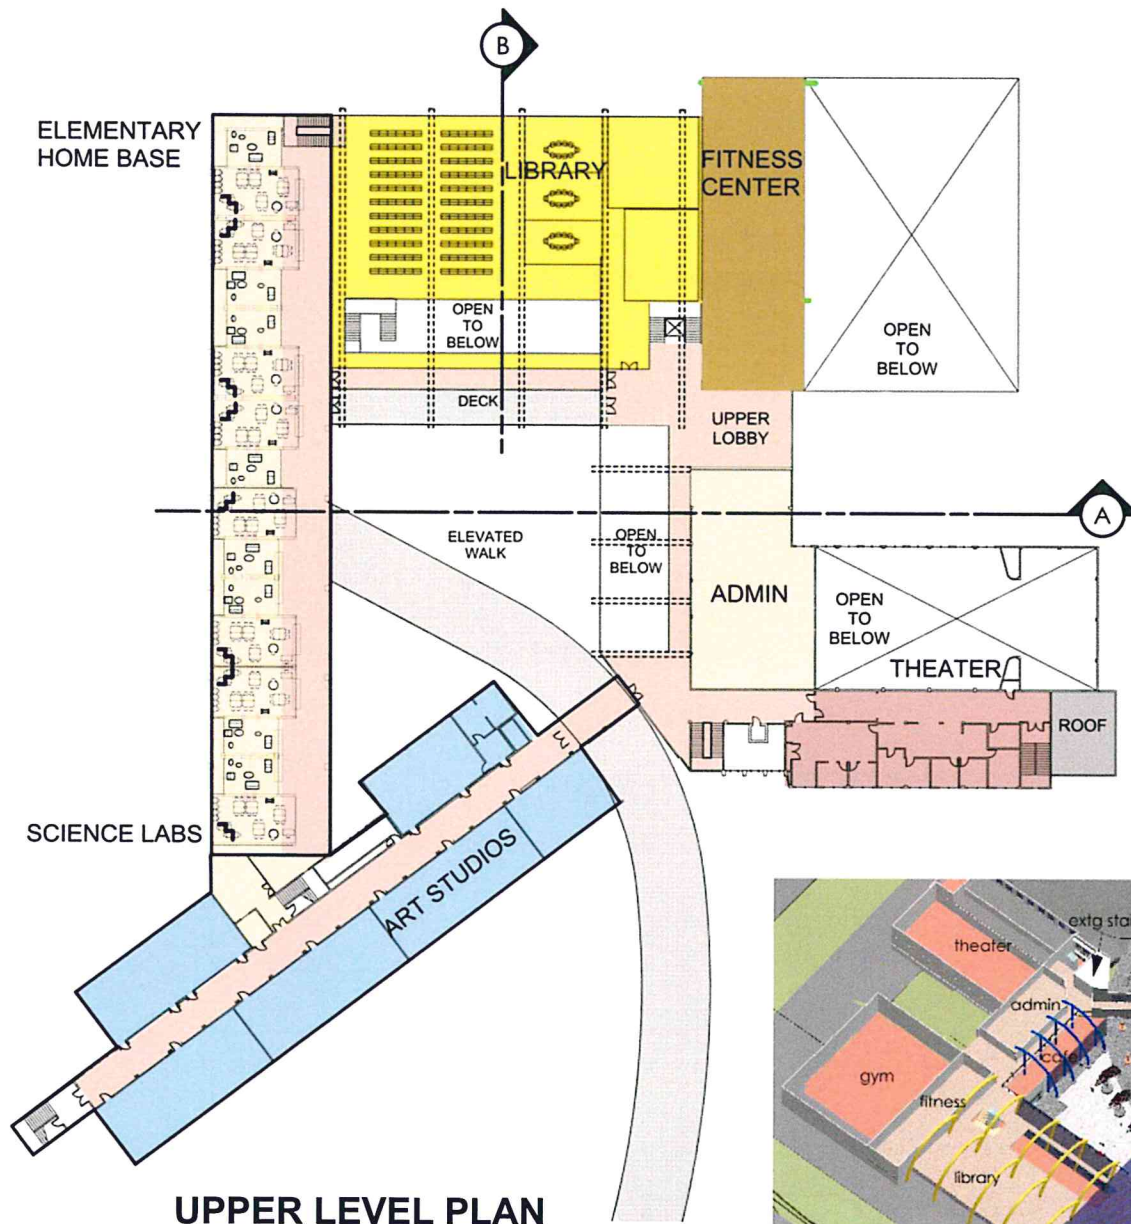 B
ELEMENTARY
HOME BASE
LIBRARY
FITNESS
CENTER
OPEN
TO
BELOW
OPEN
TO
BELOW
DECK
UPPER
LOBBY
A
ELEVATED
WALK
OPEN
TO
BELOW
ADMIN
OPEN
TO
BELOW
THEATER
ROOF
SCIENCE LABS
ART STUDIOS
theater
admin
cafe
gym
fitness
library
UPPER LEVEL PLAN
extg